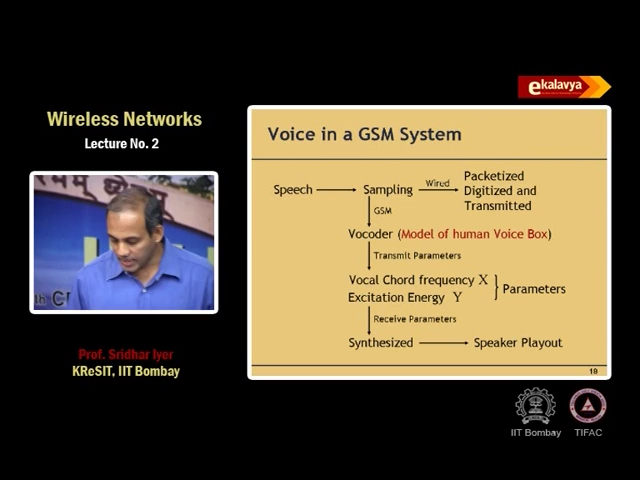 ekalavya
Wireless Networks
Lecture No. 2
Prof. Sridhar Iyer
KReSIT, IIT Bombay
Voice in a GSM System
Speech
Sampling
Wired
Packetized
Digitized and
Transmitted
GSM
Vocoder (Model of human Voice Box)
Transmit Parameters
Vocal Chord frequency X
Excitation Energy Y
Parameters
Receive Parameters
Synthesized
Speaker Playout
10
IIT Bombay
TIFAC